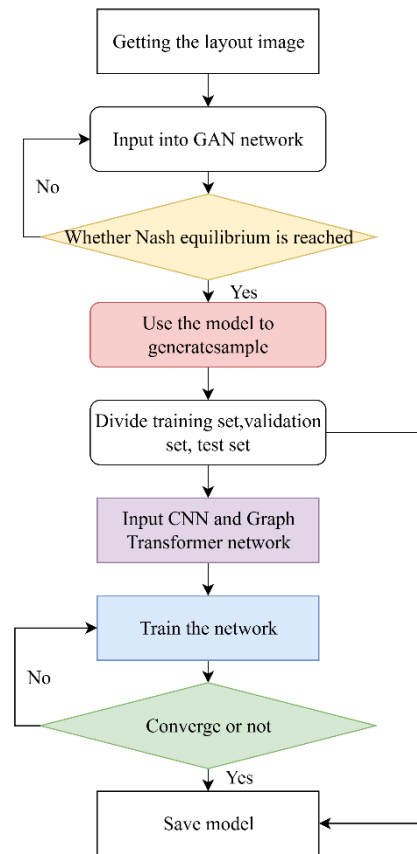 Getting the layout image
Input into GAN network
No
Whether Nash equilibrium is reached
Yes
Use the model to
generatesample
Divide training set,validation
set, test set
Input CNN and Graph
Transformer network
Train the network
No
Converge or not
Yes
Save model